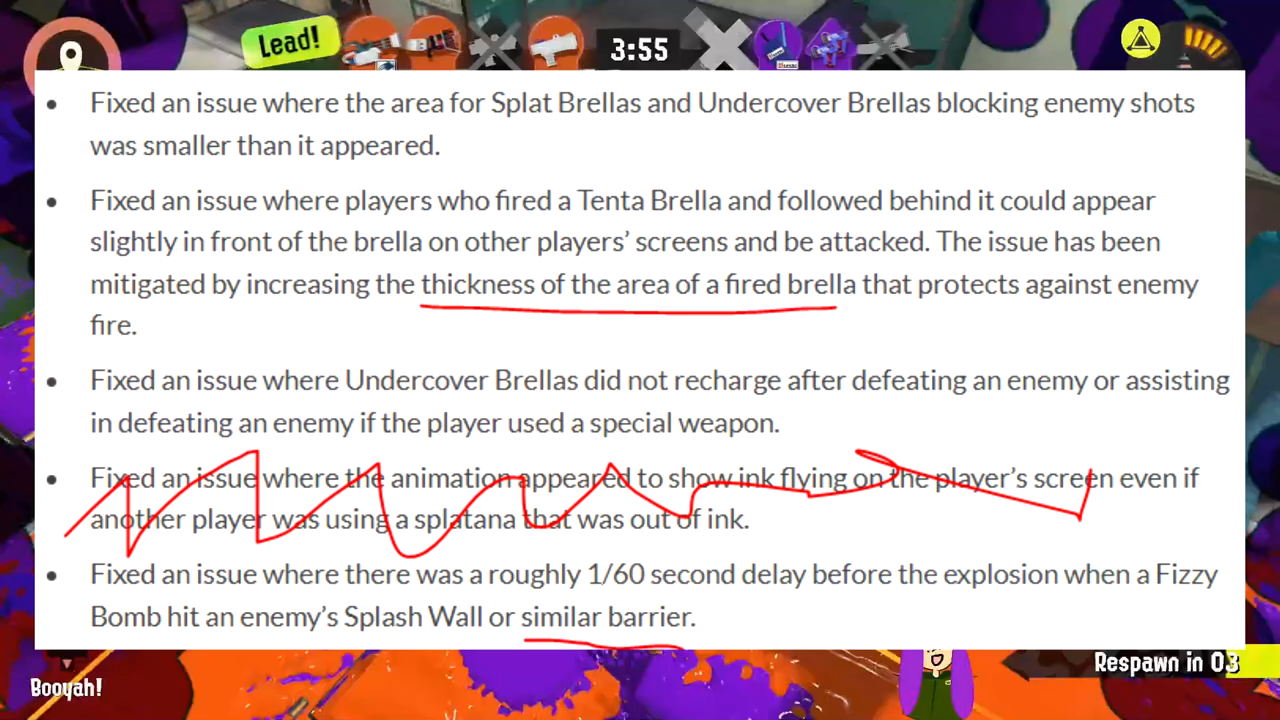 Lead!
3:55
• Fixed an issue where the area for Splat Brellas and Undercover Brellas blocking enemy shots
was smaller than it appeared.
• Fixed an issue where players who fired a Tenta Brella and followed behind it could appear
slightly in front of the brella on other players’ screens and be attacked. The issue has been
mitigated by increasing the thickness of the area of a fired brella that protects against enemy
fire.
• Fixed an issue where Undercover Brellas did not recharge after defeating an enemy or assisting
in defeating an enemy if the player used a special weapon.
• Fixed an issue where the animation appeared to show ink flying on the player’s screen even if
another player was using a splatana that was out of ink.
• Fixed an issue where there was a roughly 1/60 second delay before the explosion when a Fizzy
Bomb hit an enemy’s Splash Wall or similar barrier.
Booyah!
Respawn in 03